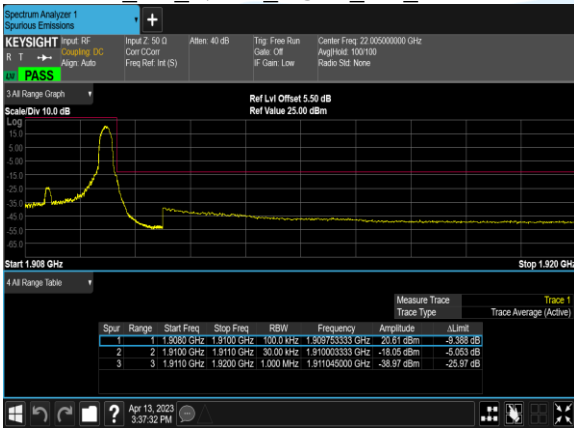 Spectrum Analyzer 1
Spurious Emissions
KEYSIGHT Input: RF
R T Coupling: DC
Align: Auto
Input Z: 50 Ω
Corr CCorr
Freq Ref: Int (S)
Atten: 40 dB
Trig: Free Run
Gate: Off
IF Gain: Low
Center Freq: 22.005000000 GHz
Avg|Hold: 100/100
Radio Std: None
PASS
3 All Range Graph
Scale/Div 10.0 dB
Ref Lvl Offset 5.50 dB
Ref Value 25.00 dBm
Log
15.0
5.00
-5.00
-15.0
-25.0
-35.0
-45.0
-55.0
-65.0
Start 1.908 GHz
Stop 1.920 GHz
4 All Range Table
Measure Trace Trace 1
Trace Type Trace Average (Active)
Spur Range Start Freq Stop Freq RBW Frequency Amplitude ΔLimit
1 1 1.9080 GHz 1.9100 GHz 100.0 kHz 1.909753333 GHz 20.61 dBm -9.388 dB
2 2 1.9100 GHz 1.9110 GHz 30.00 kHz 1.910003333 GHz -18.05 dBm -5.053 dB
3 3 1.9110 GHz 1.9200 GHz 1.000 MHz 1.911045000 GHz -38.97 dBm -25.97 dB
Apr 13, 2023
3:37:32 PM